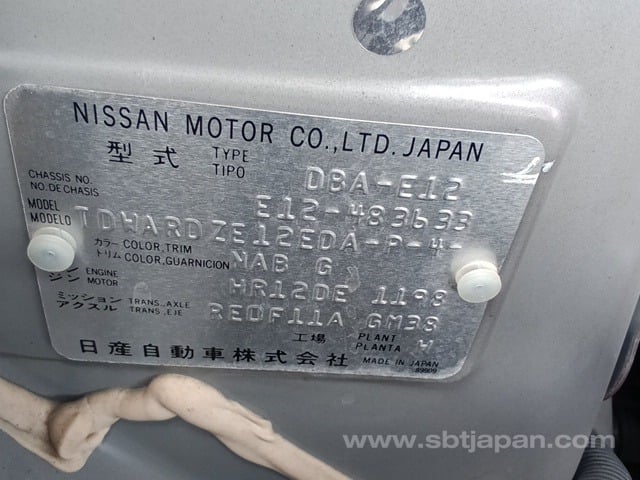 NISSAN MOTOR CO.,LTD. JAPAN
型式 TYPE TIPO DBA-E12
CHASSIS NO. NO. DE CHASIS E12-483633
MODEL MODELO TDWARDZE12EDA-P-4-
カラー COLOR, TRIM トリム COLOR, GUARNICION NAB G
ジン ENGINE MOTOR HR12DE 1198
ミッション アクスル TRANS., AXLE TRANS., EJE RE0F11A GM38
工場 PLANT PLANTA H
日産自動車株式会社 MADE IN JAPAN
www.sbtjapan.com